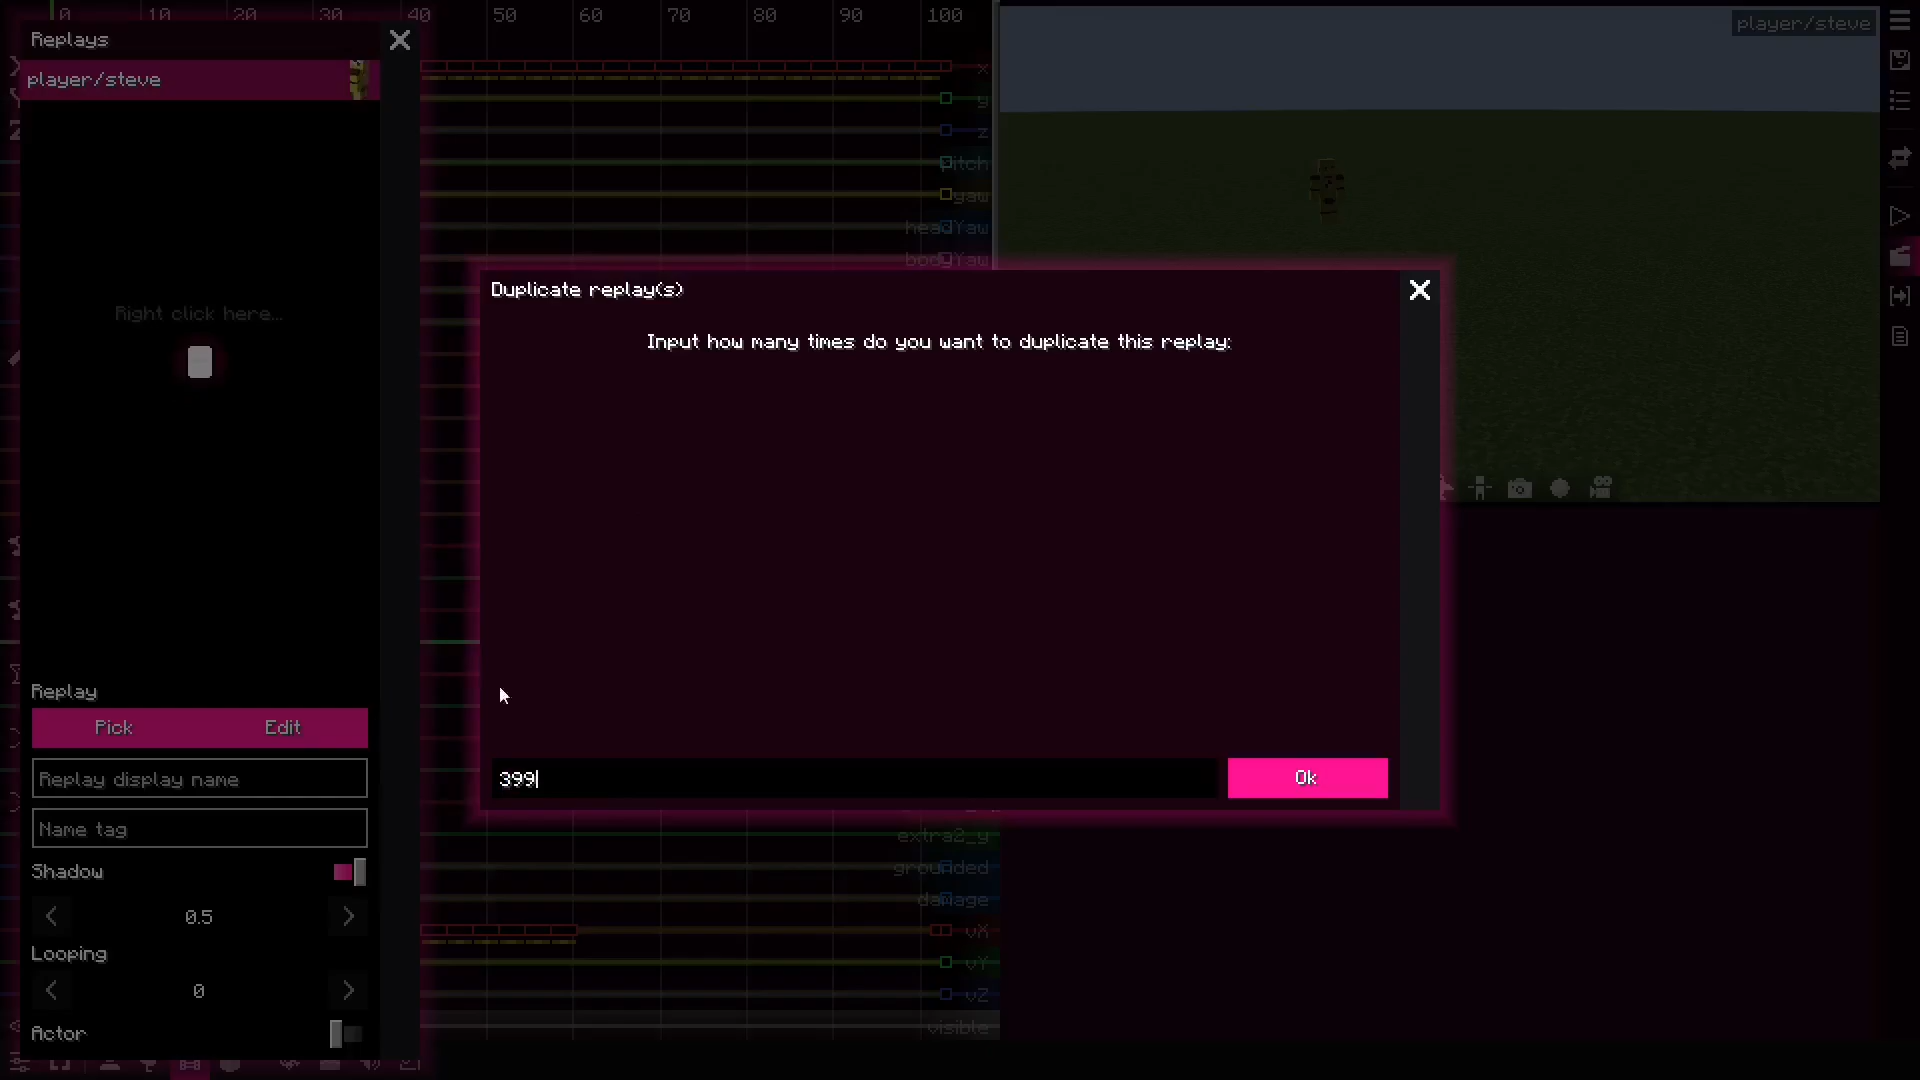 0 10 20 30 40 50 60 70 80 90 100
Replays
player/steve
player/steve
x
y
z
pitch
yaw
headYaw
bodyYaw
Duplicate replay(s)
Right click here...
Input how many times do you want to duplicate this replay:
Replay
Pick Edit
Replay display name
399
Ok
Name tag
extra2_y
Shadow
grounded
damage
0.5
vX
Looping
vY
0
vZ
visible
Actor